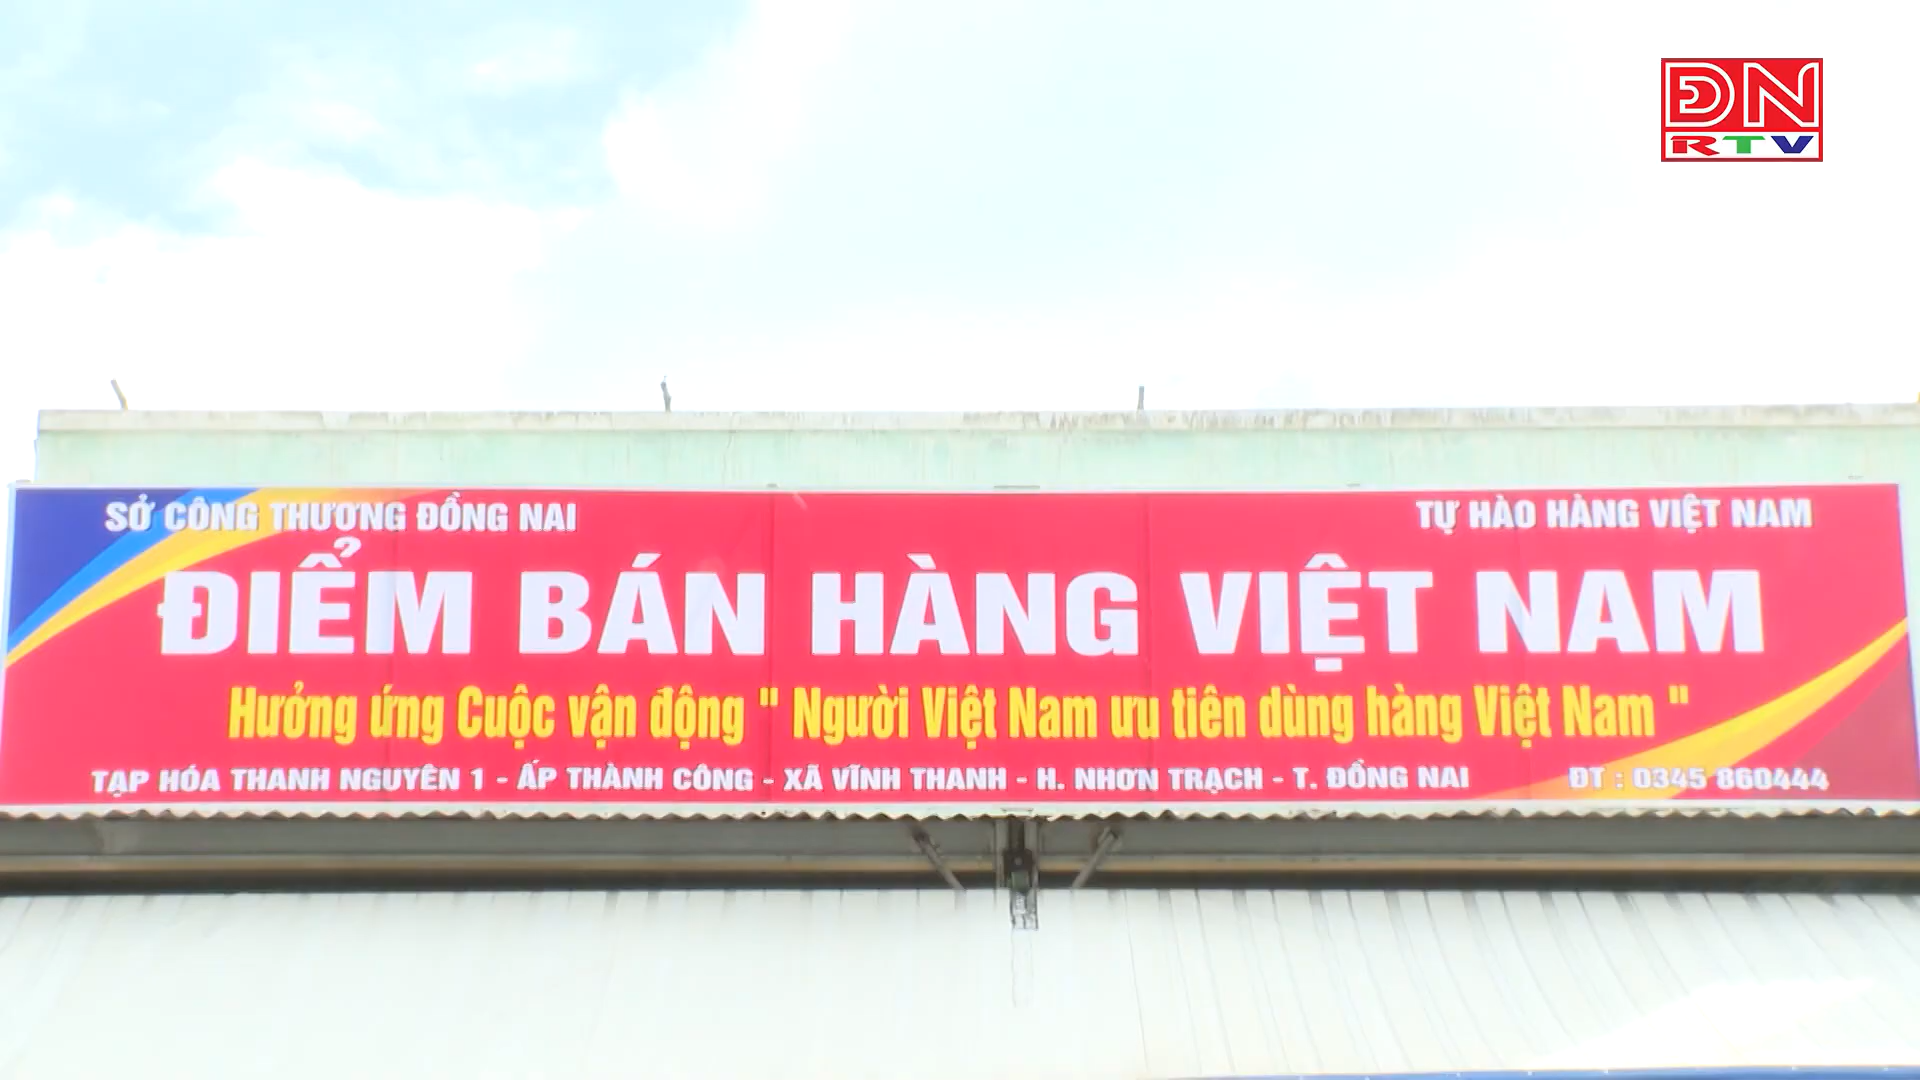 ĐN
RTV
SỞ CÔNG THƯƠNG ĐỒNG NAI
TỰ HÀO HÀNG VIỆT NAM
ĐIỂM BÁN HÀNG VIỆT NAM
Hưởng ứng Cuộc vận động " Người Việt Nam ưu tiên dùng hàng Việt Nam "
TẠP HÓA THANH NGUYÊN 1 - ẤP THÀNH CÔNG - XÃ VĨNH THANH - H. NHƠN TRẠCH - T. ĐỒNG NAI ĐT : 0345 860444